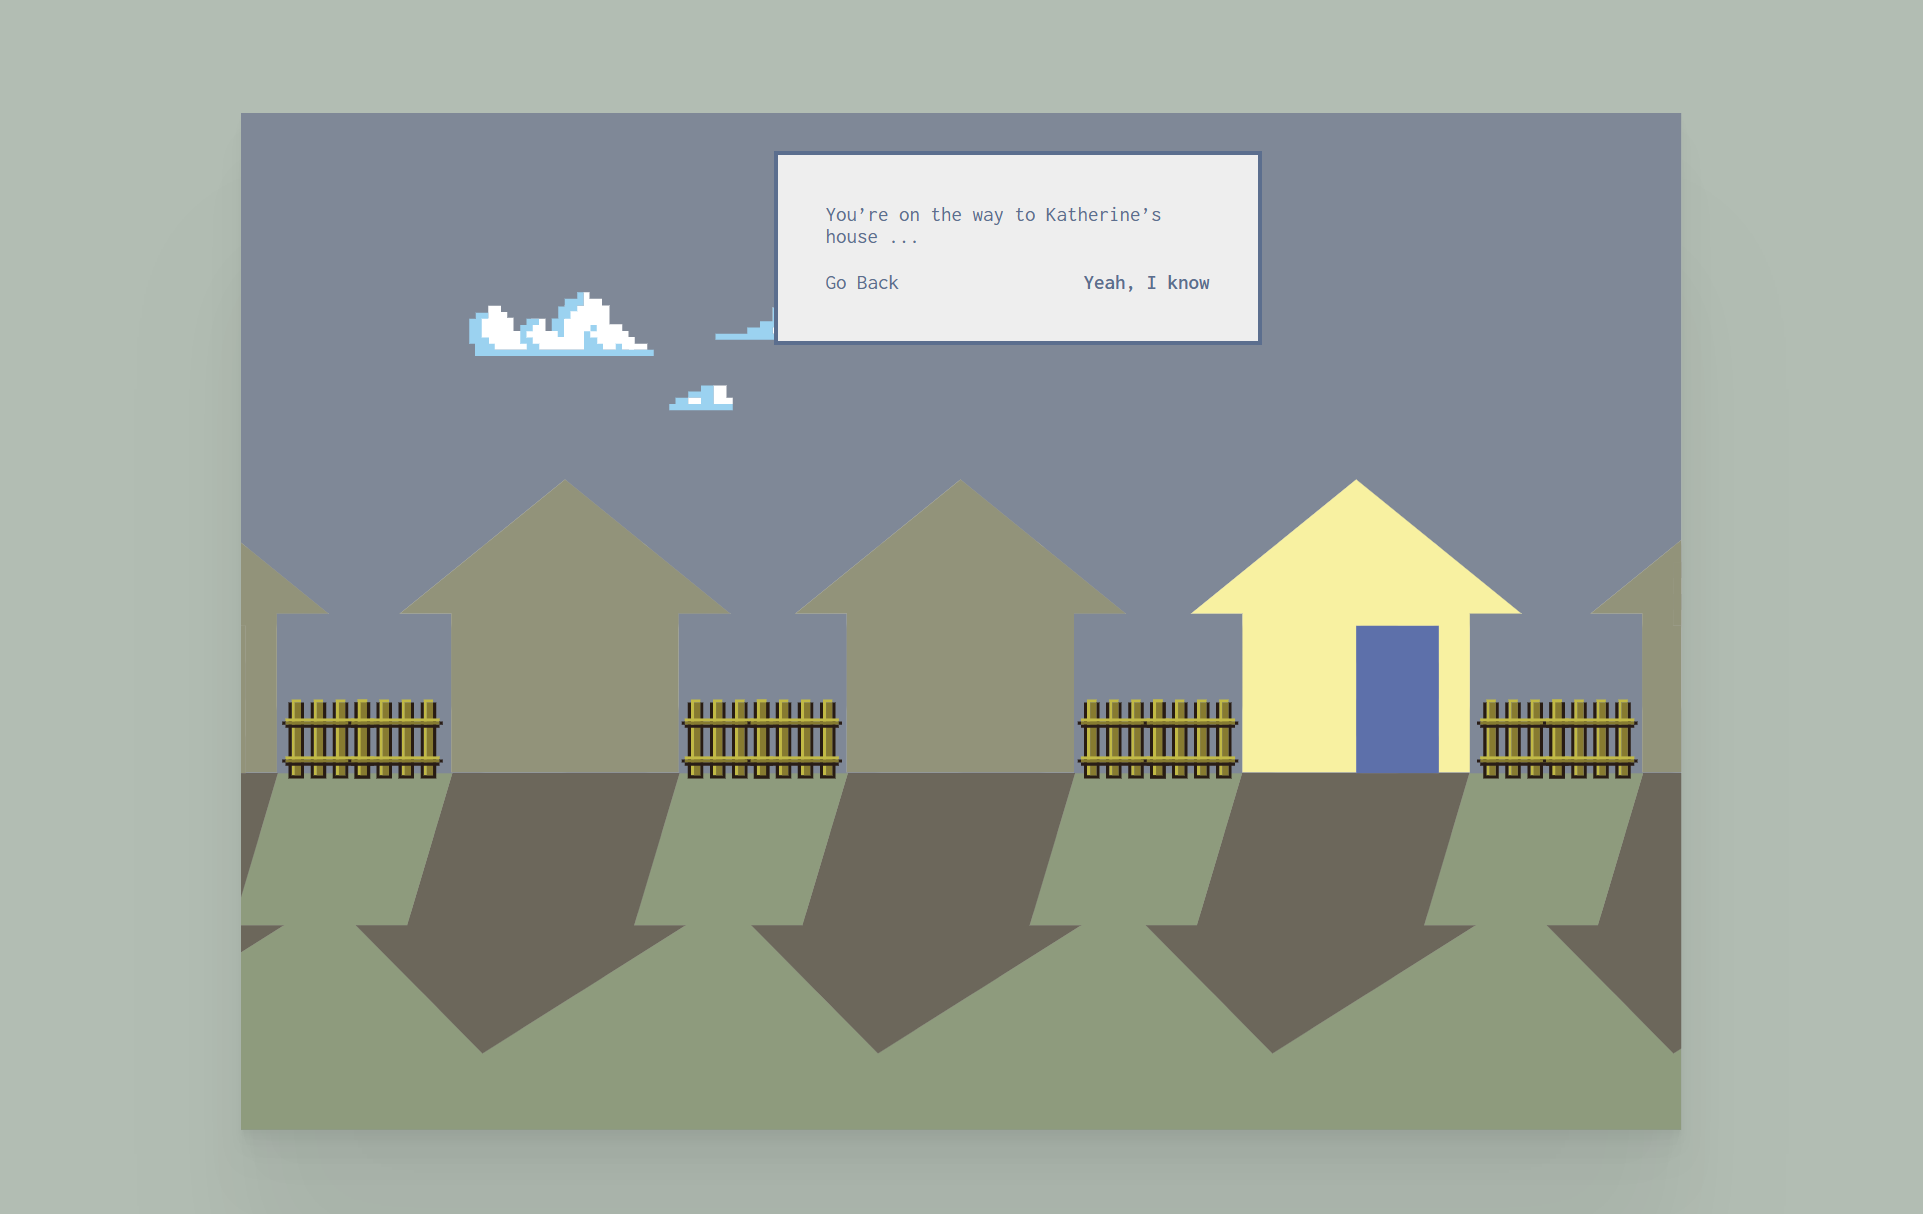 You’re on the way to Katherine’s
house ...
Go Back
Yeah, I know